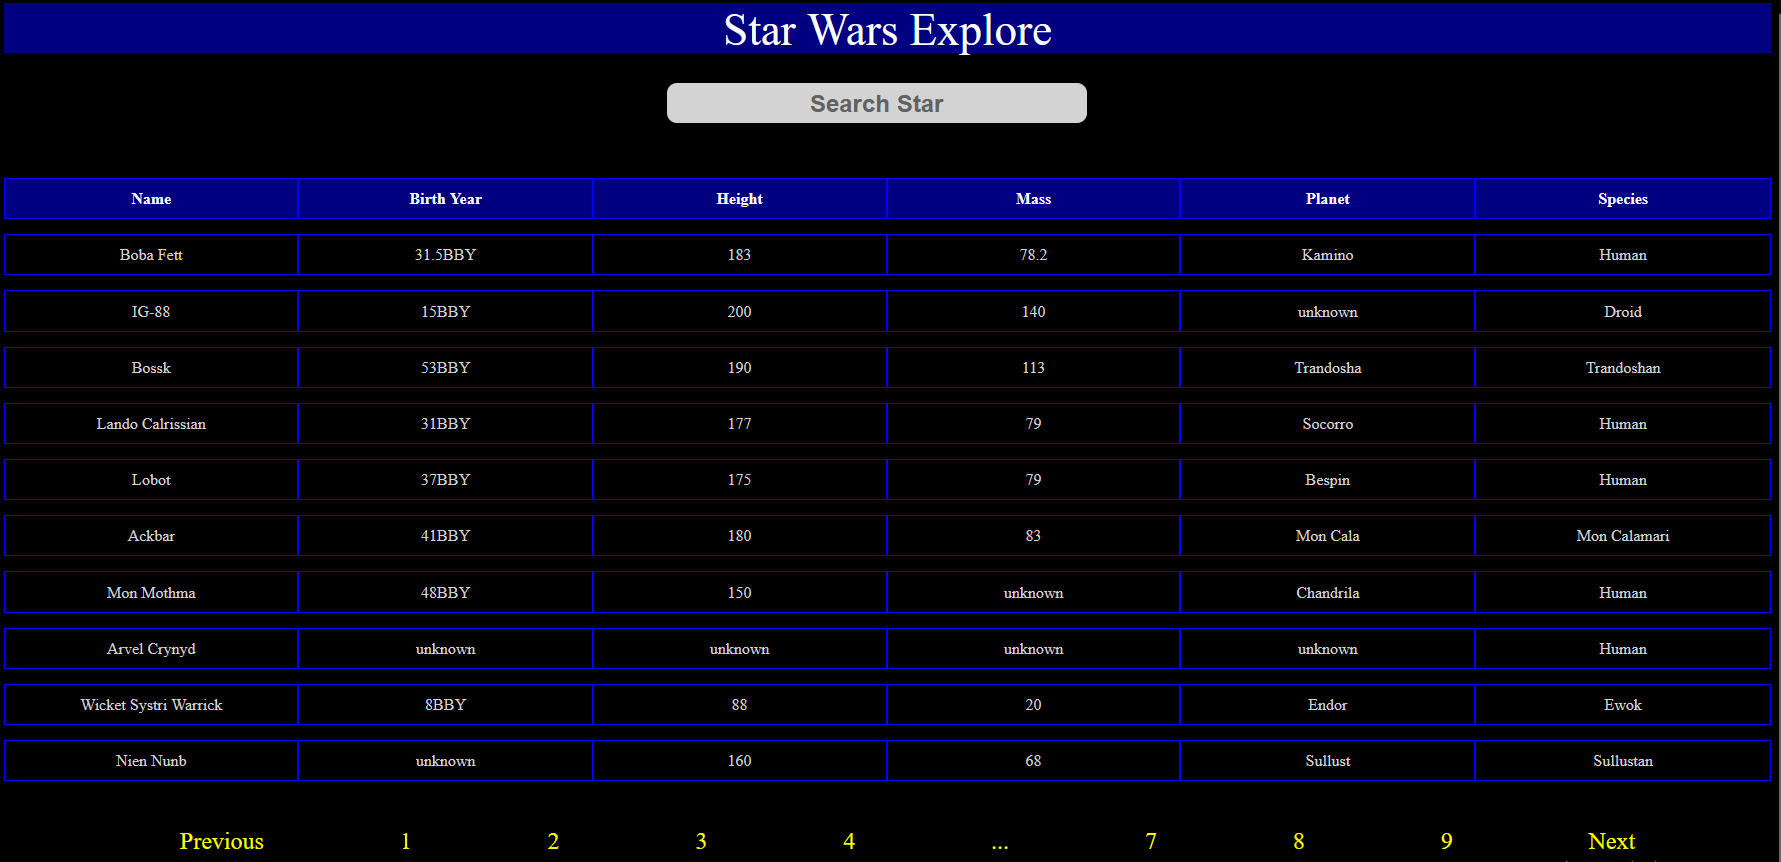 Star Wars Explore
Search Star
Name Birth Year Height Mass Planet Species
Boba Fett 31.5BBY 183 78.2 Kamino Human
IG-88 15BBY 200 140 unknown Droid
Bossk 53BBY 190 113 Trandosha Trandoshan
Lando Calrissian 31BBY 177 79 Socorro Human
Lobot 37BBY 175 79 Bespin Human
Ackbar 41BBY 180 83 Mon Cala Mon Calamari
Mon Mothma 48BBY 150 unknown Chandrila Human
Arvel Crynyd unknown unknown unknown unknown Human
Wicket Systri Warrick 8BBY 88 20 Endor Ewok
Nien Nunb unknown 160 68 Sullust Sullustan
Previous 1 2 3 4 ... 7 8 9 Next